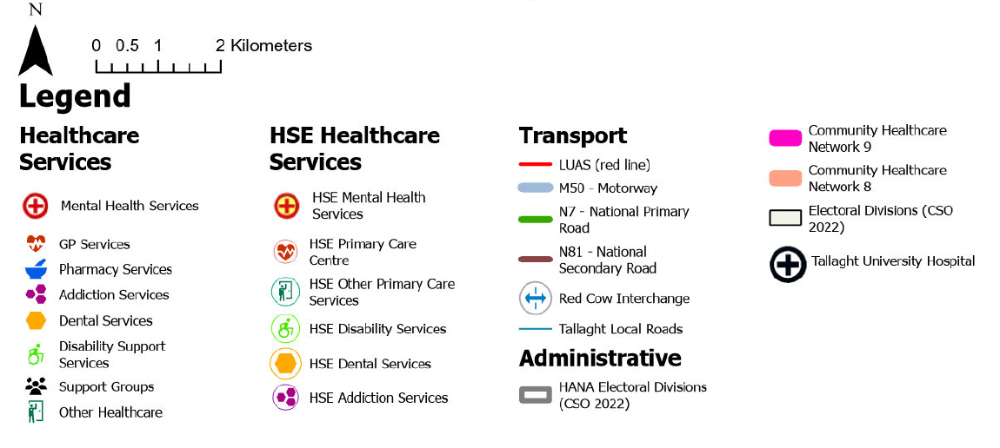 N
0 0.5 1 2 Kilometers
Legend
Healthcare
Services
Mental Health Services
GP Services
Pharmacy Services
Addiction Services
Dental Services
Disability Support
Services
Support Groups
Other Healthcare
HSE Healthcare
Services
HSE Mental Health
Services
HSE Primary Care
Centre
HSE Other Primary Care
Services
HSE Disability Services
HSE Dental Services
HSE Addiction Services
Transport
LUAS (red line)
M50 - Motorway
N7 - National Primary
Road
N81 - National
Secondary Road
Red Cow Interchange
Tallaght Local Roads
Administrative
HANA Electoral Divisions
(CSO 2022)
Community Healthcare
Network 9
Community Healthcare
Network 8
Electoral Divisions (CSO
2022)
Tallaght University Hospital